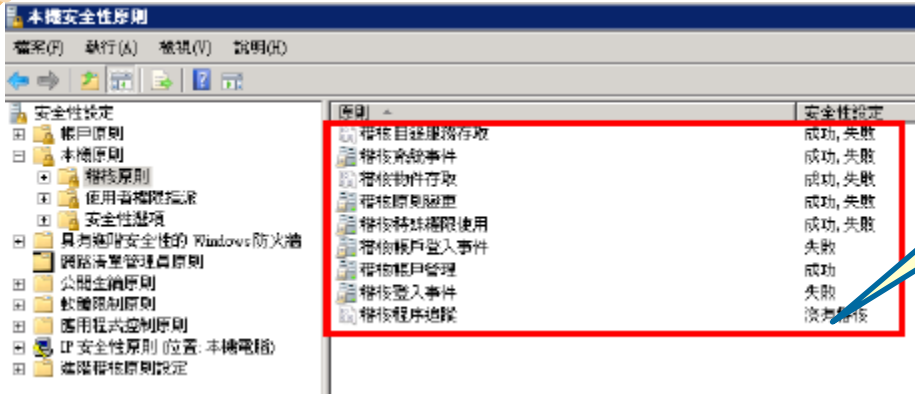 本機安全性原則
檔案(F) 執行(A) 檢視(V) 說明(H)
安全性設定
帳戶原則
本機原則
稽核原則
使用者權限指派
安全性選項
具有進階安全性的 Windows 防火牆
網路清單管理員原則
公開金鑰原則
軟體限制原則
應用程式控制原則
IP 安全性原則 (位置: 本機電腦)
進階稽核原則設定
原則 安全性設定
稽核目錄服務存取 成功, 失敗
稽核系統事件 成功, 失敗
稽核物件存取 成功, 失敗
稽核原則變更 成功, 失敗
稽核特殊權限使用 成功, 失敗
稽核帳戶登入事件 失敗
稽核帳戶管理 成功
稽核登入事件 失敗
稽核程序追蹤 沒有稽核